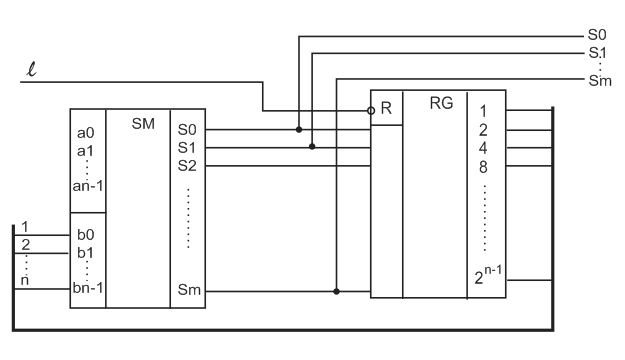 S0
S1
Sm
ℓ
R
RG
SM
a0
a1
an-1
S0
S1
S2
Sm
1
2
4
8
2^n-1
1
2
n
b0
b1
bn-1